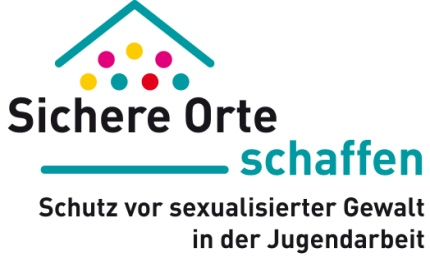 Sichere Orte
schaffen
Schutz vor sexualisierter Gewalt
in der Jugendarbeit